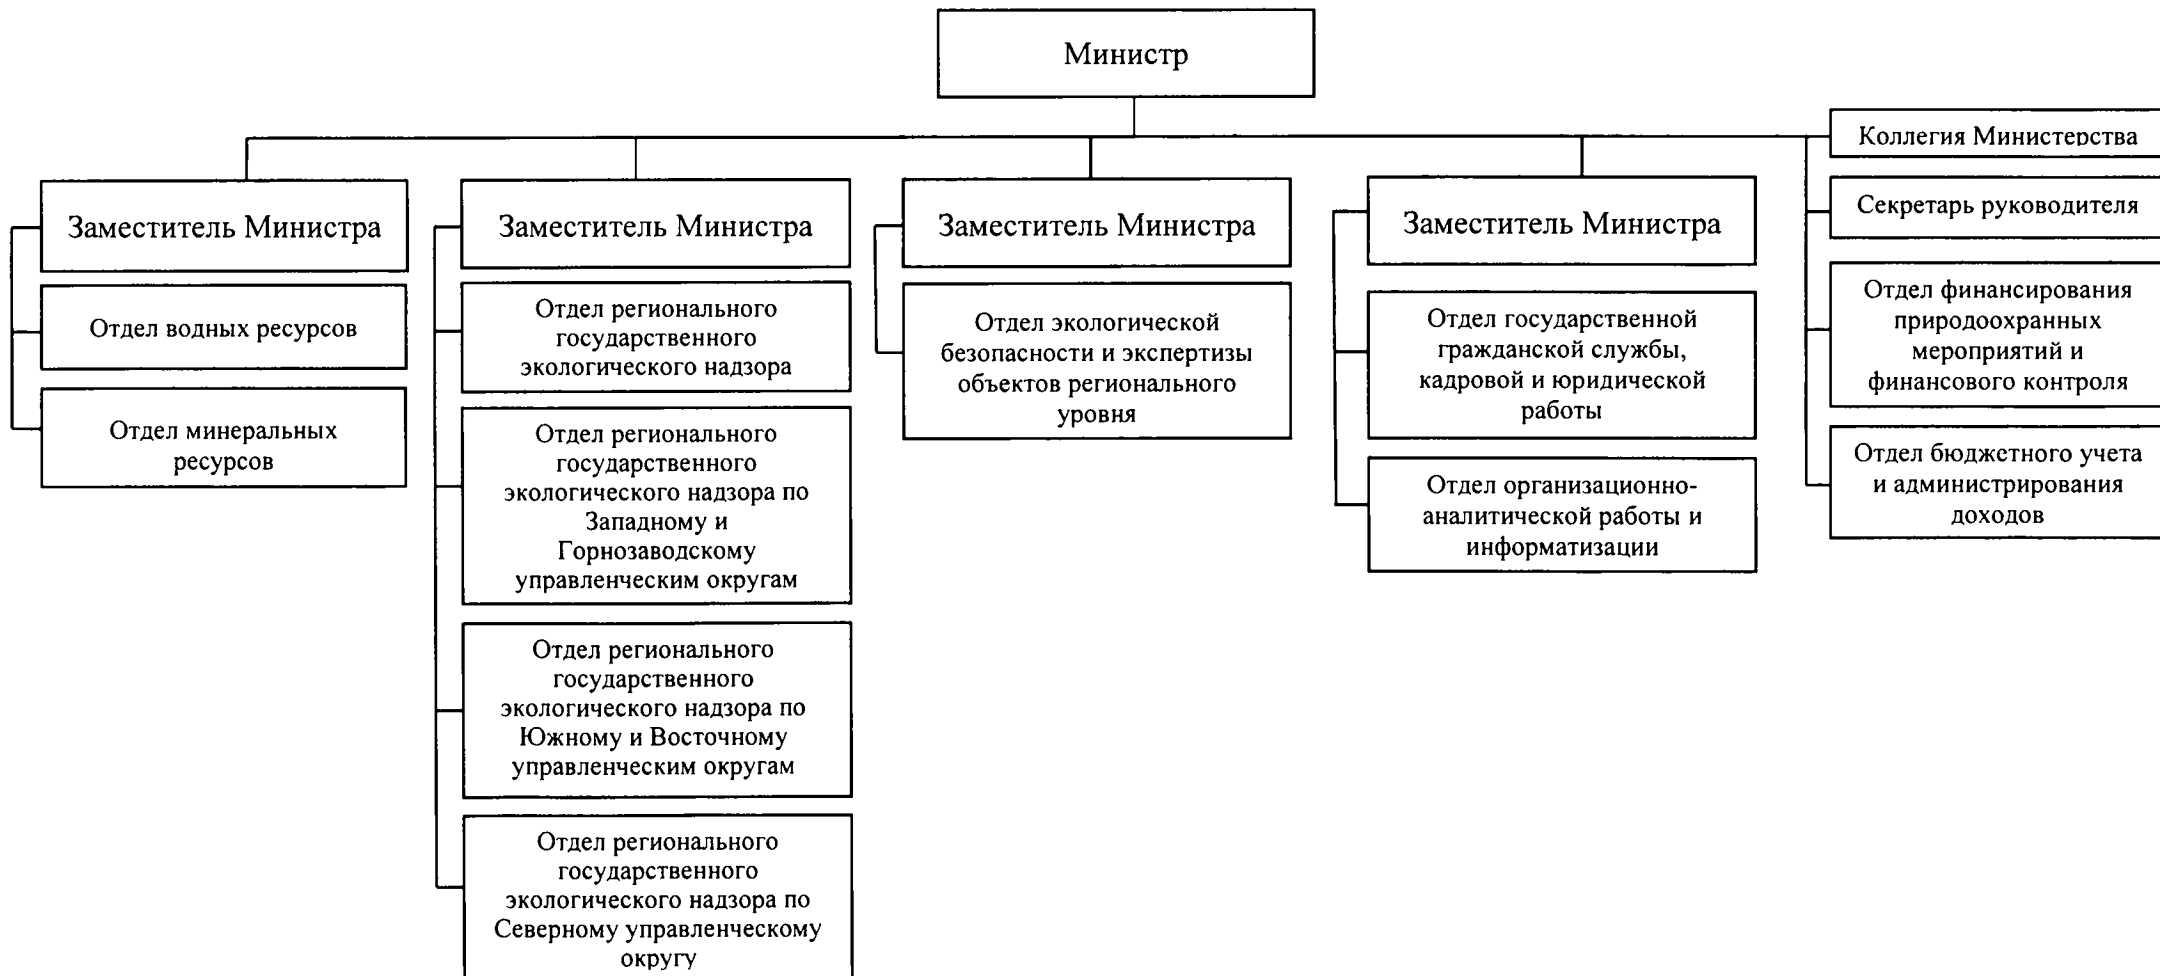 Министр
Коллегия Министерства
Секретарь руководителя
Отдел финансирования
природоохранных
мероприятий и
финансового контроля
Отдел бюджетного учета
и администрирования
доходов
Заместитель Министра
Отдел водных ресурсов
Отдел минеральных
ресурсов
Заместитель Министра
Отдел регионального
государственного
экологического надзора
Отдел регионального
государственного
экологического надзора по
Западному и
Горнозаводскому
управленческим округам
Отдел регионального
государственного
экологического надзора по
Южному и Восточному
управленческим округам
Отдел регионального
государственного
экологического надзора по
Северному управленческому
округу
Заместитель Министра
Отдел экологической
безопасности и экспертизы
объектов регионального
уровня
Заместитель Министра
Отдел государственной
гражданской службы,
кадровой и юридической
работы
Отдел организационно-
аналитической работы и
информатизации